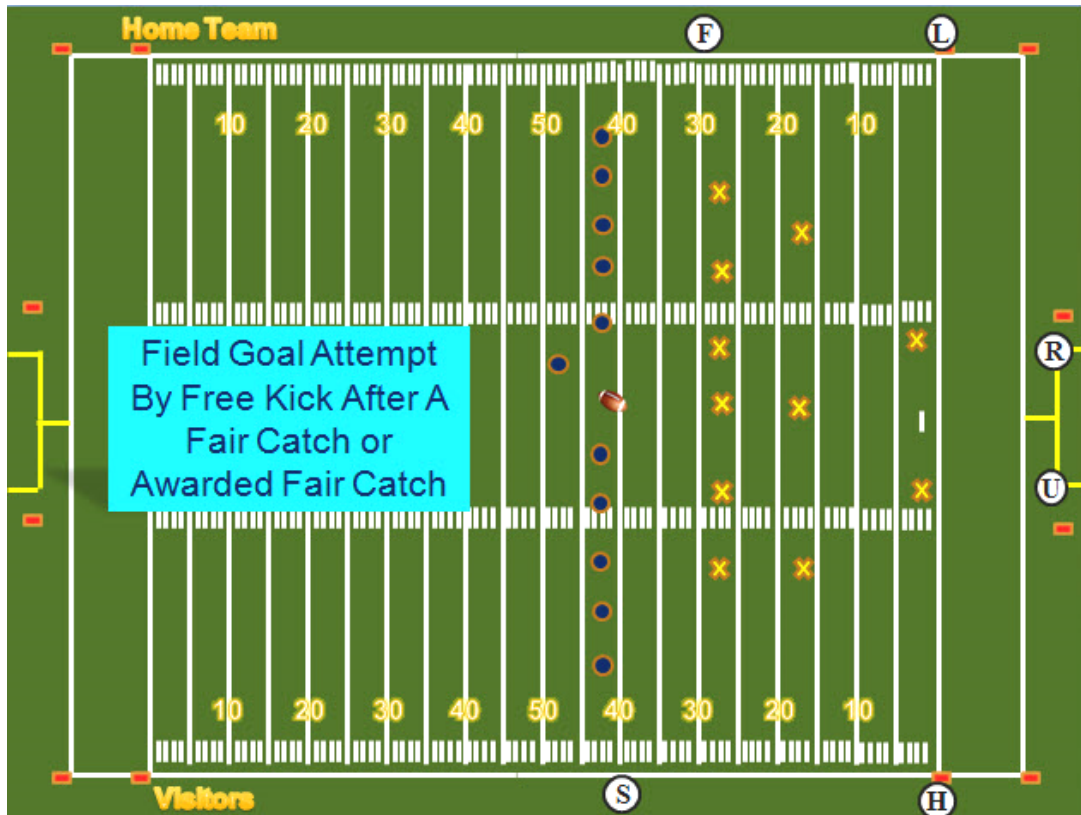 Home Team
F
L
10 20 30 40 50 40 30 20 10
X
X
X
X
R
Field Goal Attempt
By Free Kick After A
Fair Catch or
Awarded Fair Catch
X
X
X
X
X
U
X
X
10 20 30 40 50 40 30 20 10
Visitors
S
H